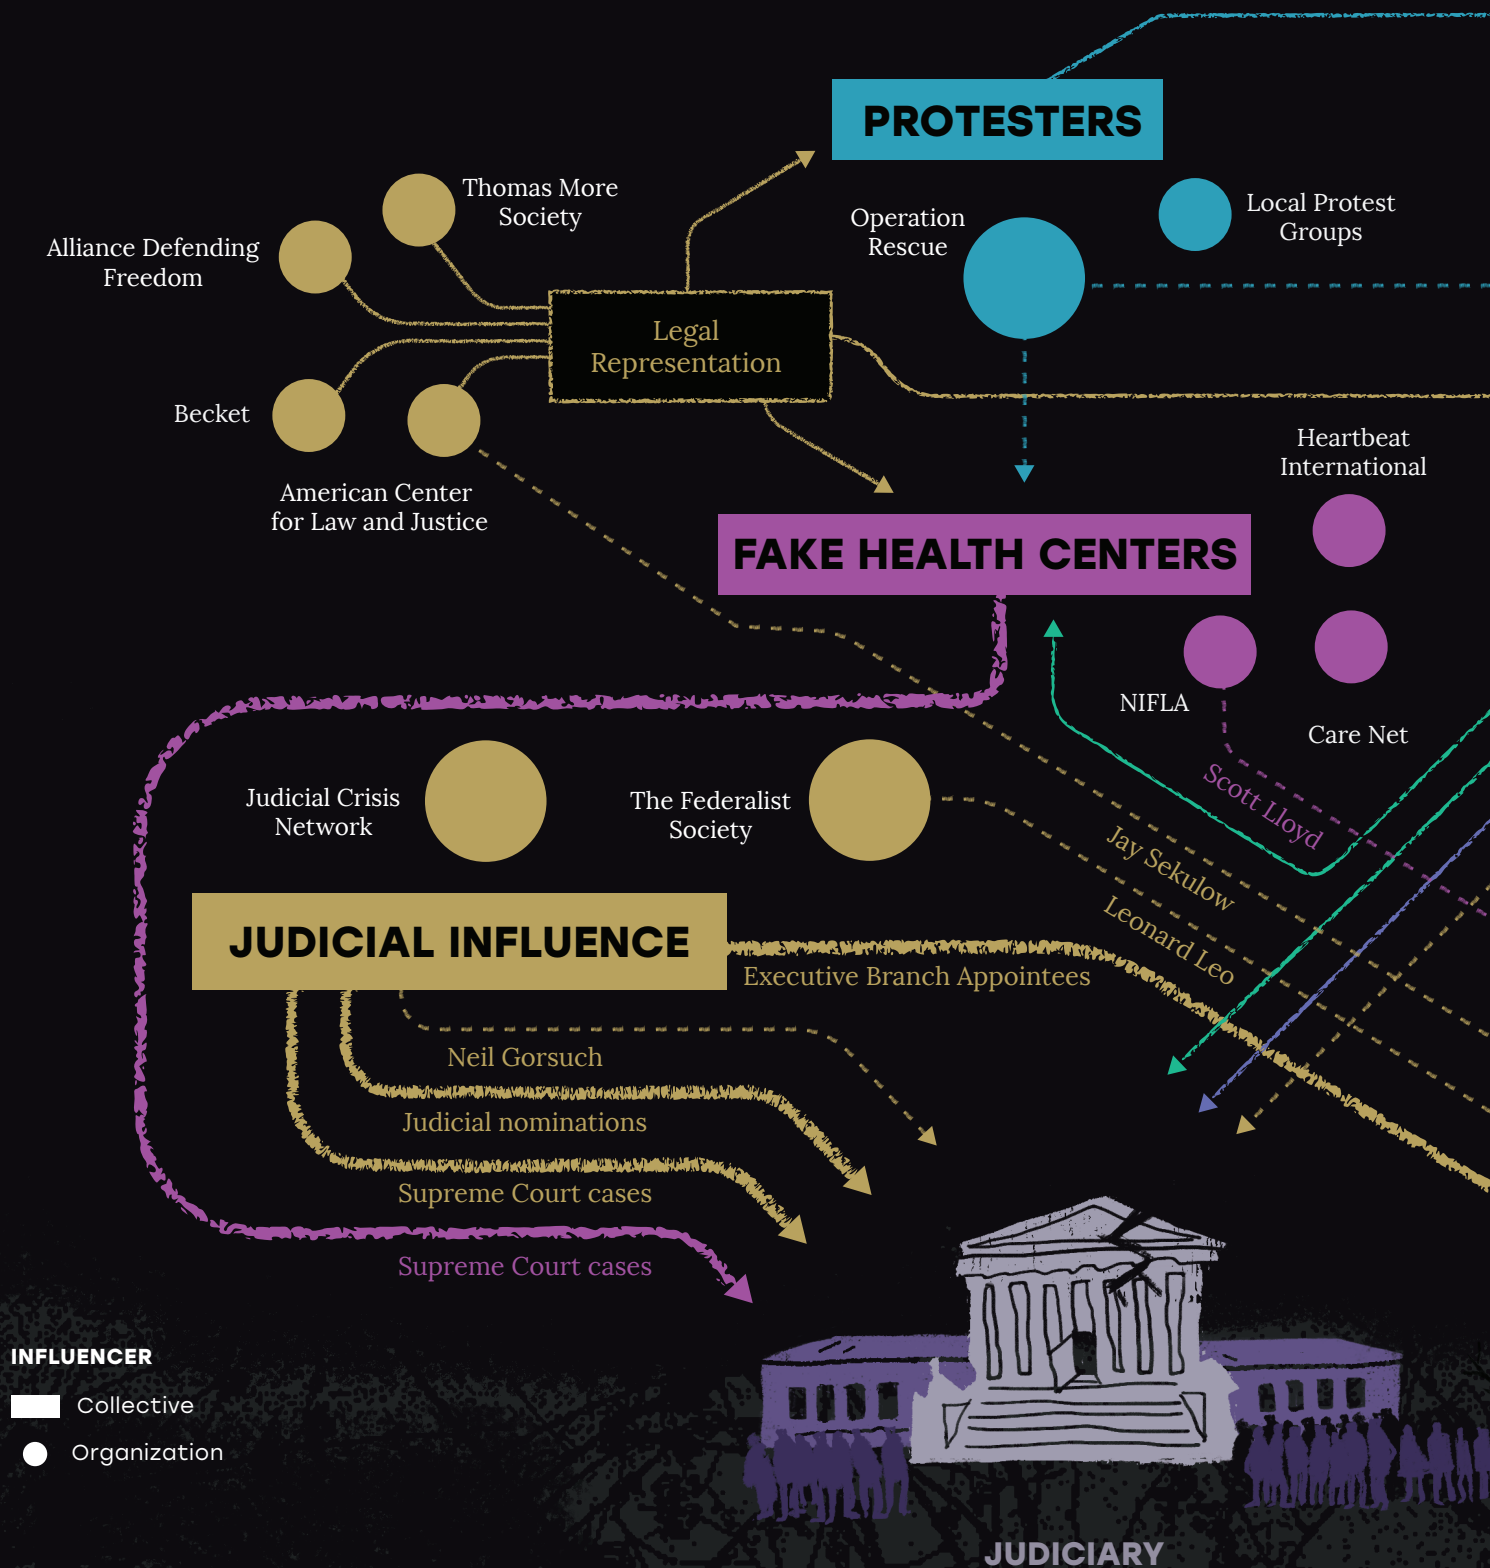 PROTESTERS
Thomas More
Society
Alliance Defending
Freedom
Operation
Rescue
Local Protest
Groups
Legal
Representation
Becket
American Center
for Law and Justice
Heartbeat
International
FAKE HEALTH CENTERS
NIFLA
Care Net
Scott Lloyd
Judicial Crisis
Network
The Federalist
Society
Jay Sekulow
Leonard Leo
JUDICIAL INFLUENCE
Executive Branch Appointees
Neil Gorsuch
Judicial nominations
Supreme Court cases
Supreme Court cases
INFLUENCER
Collective
Organization
JUDICIARY